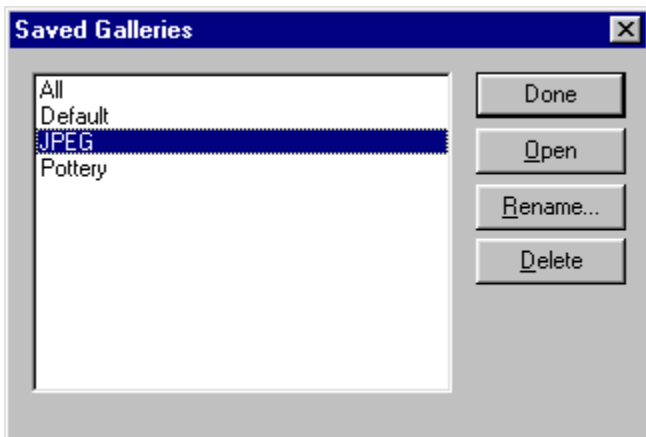 Saved Galleries
All
Default
JPEG
Pottery
Done
Open
Rename...
Delete